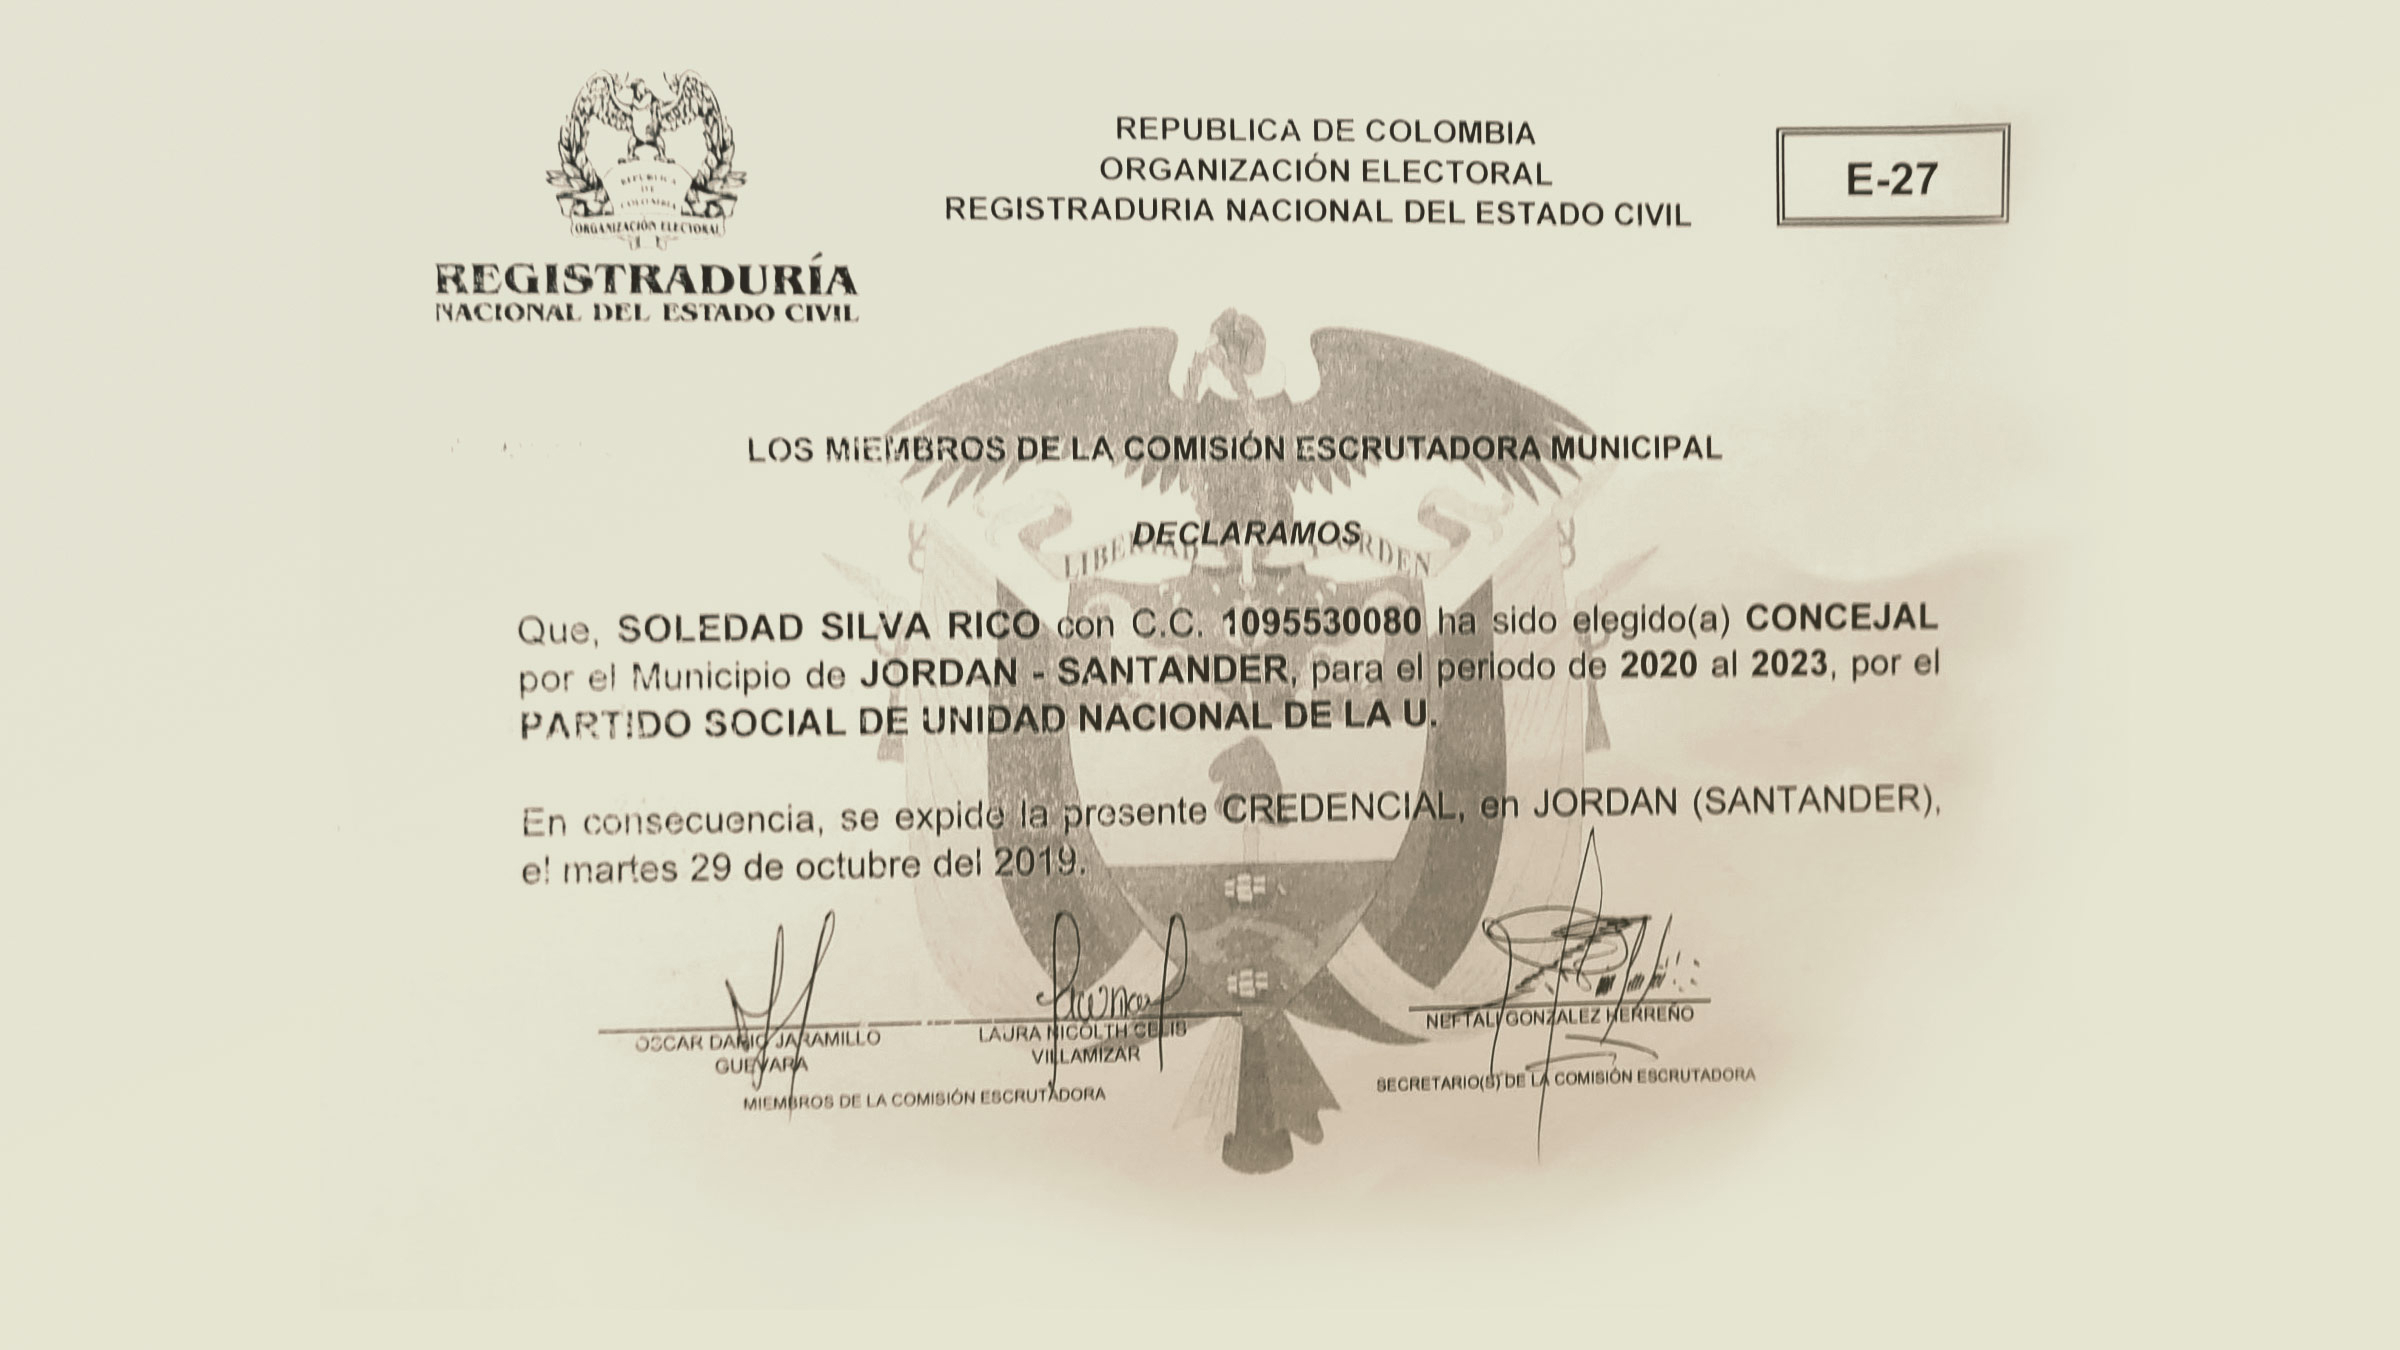 REPUBLICA DE COLOMBIA
ORGANIZACIÓN ELECTORAL
REGISTRADURIA NACIONAL DEL ESTADO CIVIL
E-27
REPUBLICA
DE
COLOMBIA
ORGANIZACIÓN ELECTORAL
REGISTRADURÍA
NACIONAL DEL ESTADO CIVIL
LOS MIEMBROS DE LA COMISIÓN ESCRUTADORA MUNICIPAL
DECLARAMOS
LIBERTAD Y ORDEN
Que, SOLEDAD SILVA RICO con C.C. 1095530080 ha sido elegido(a) CONCEJAL
por el Municipio de JORDAN - SANTANDER, para el periodo de 2020 al 2023, por el
PARTIDO SOCIAL DE UNIDAD NACIONAL DE LA U.
En consecuencia, se expide la presente CREDENCIAL, en JORDAN (SANTANDER),
el martes 29 de octubre del 2019.
OSCAR DARIO JARAMILLO
GUEVARA
LAURA NICOLTH CELIS
VILLAMIZAR
MIEMBROS DE LA COMISIÓN ESCRUTADORA
NEFTALI GONZALEZ HERREÑO
SECRETARIO(S) DE LA COMISIÓN ESCRUTADORA